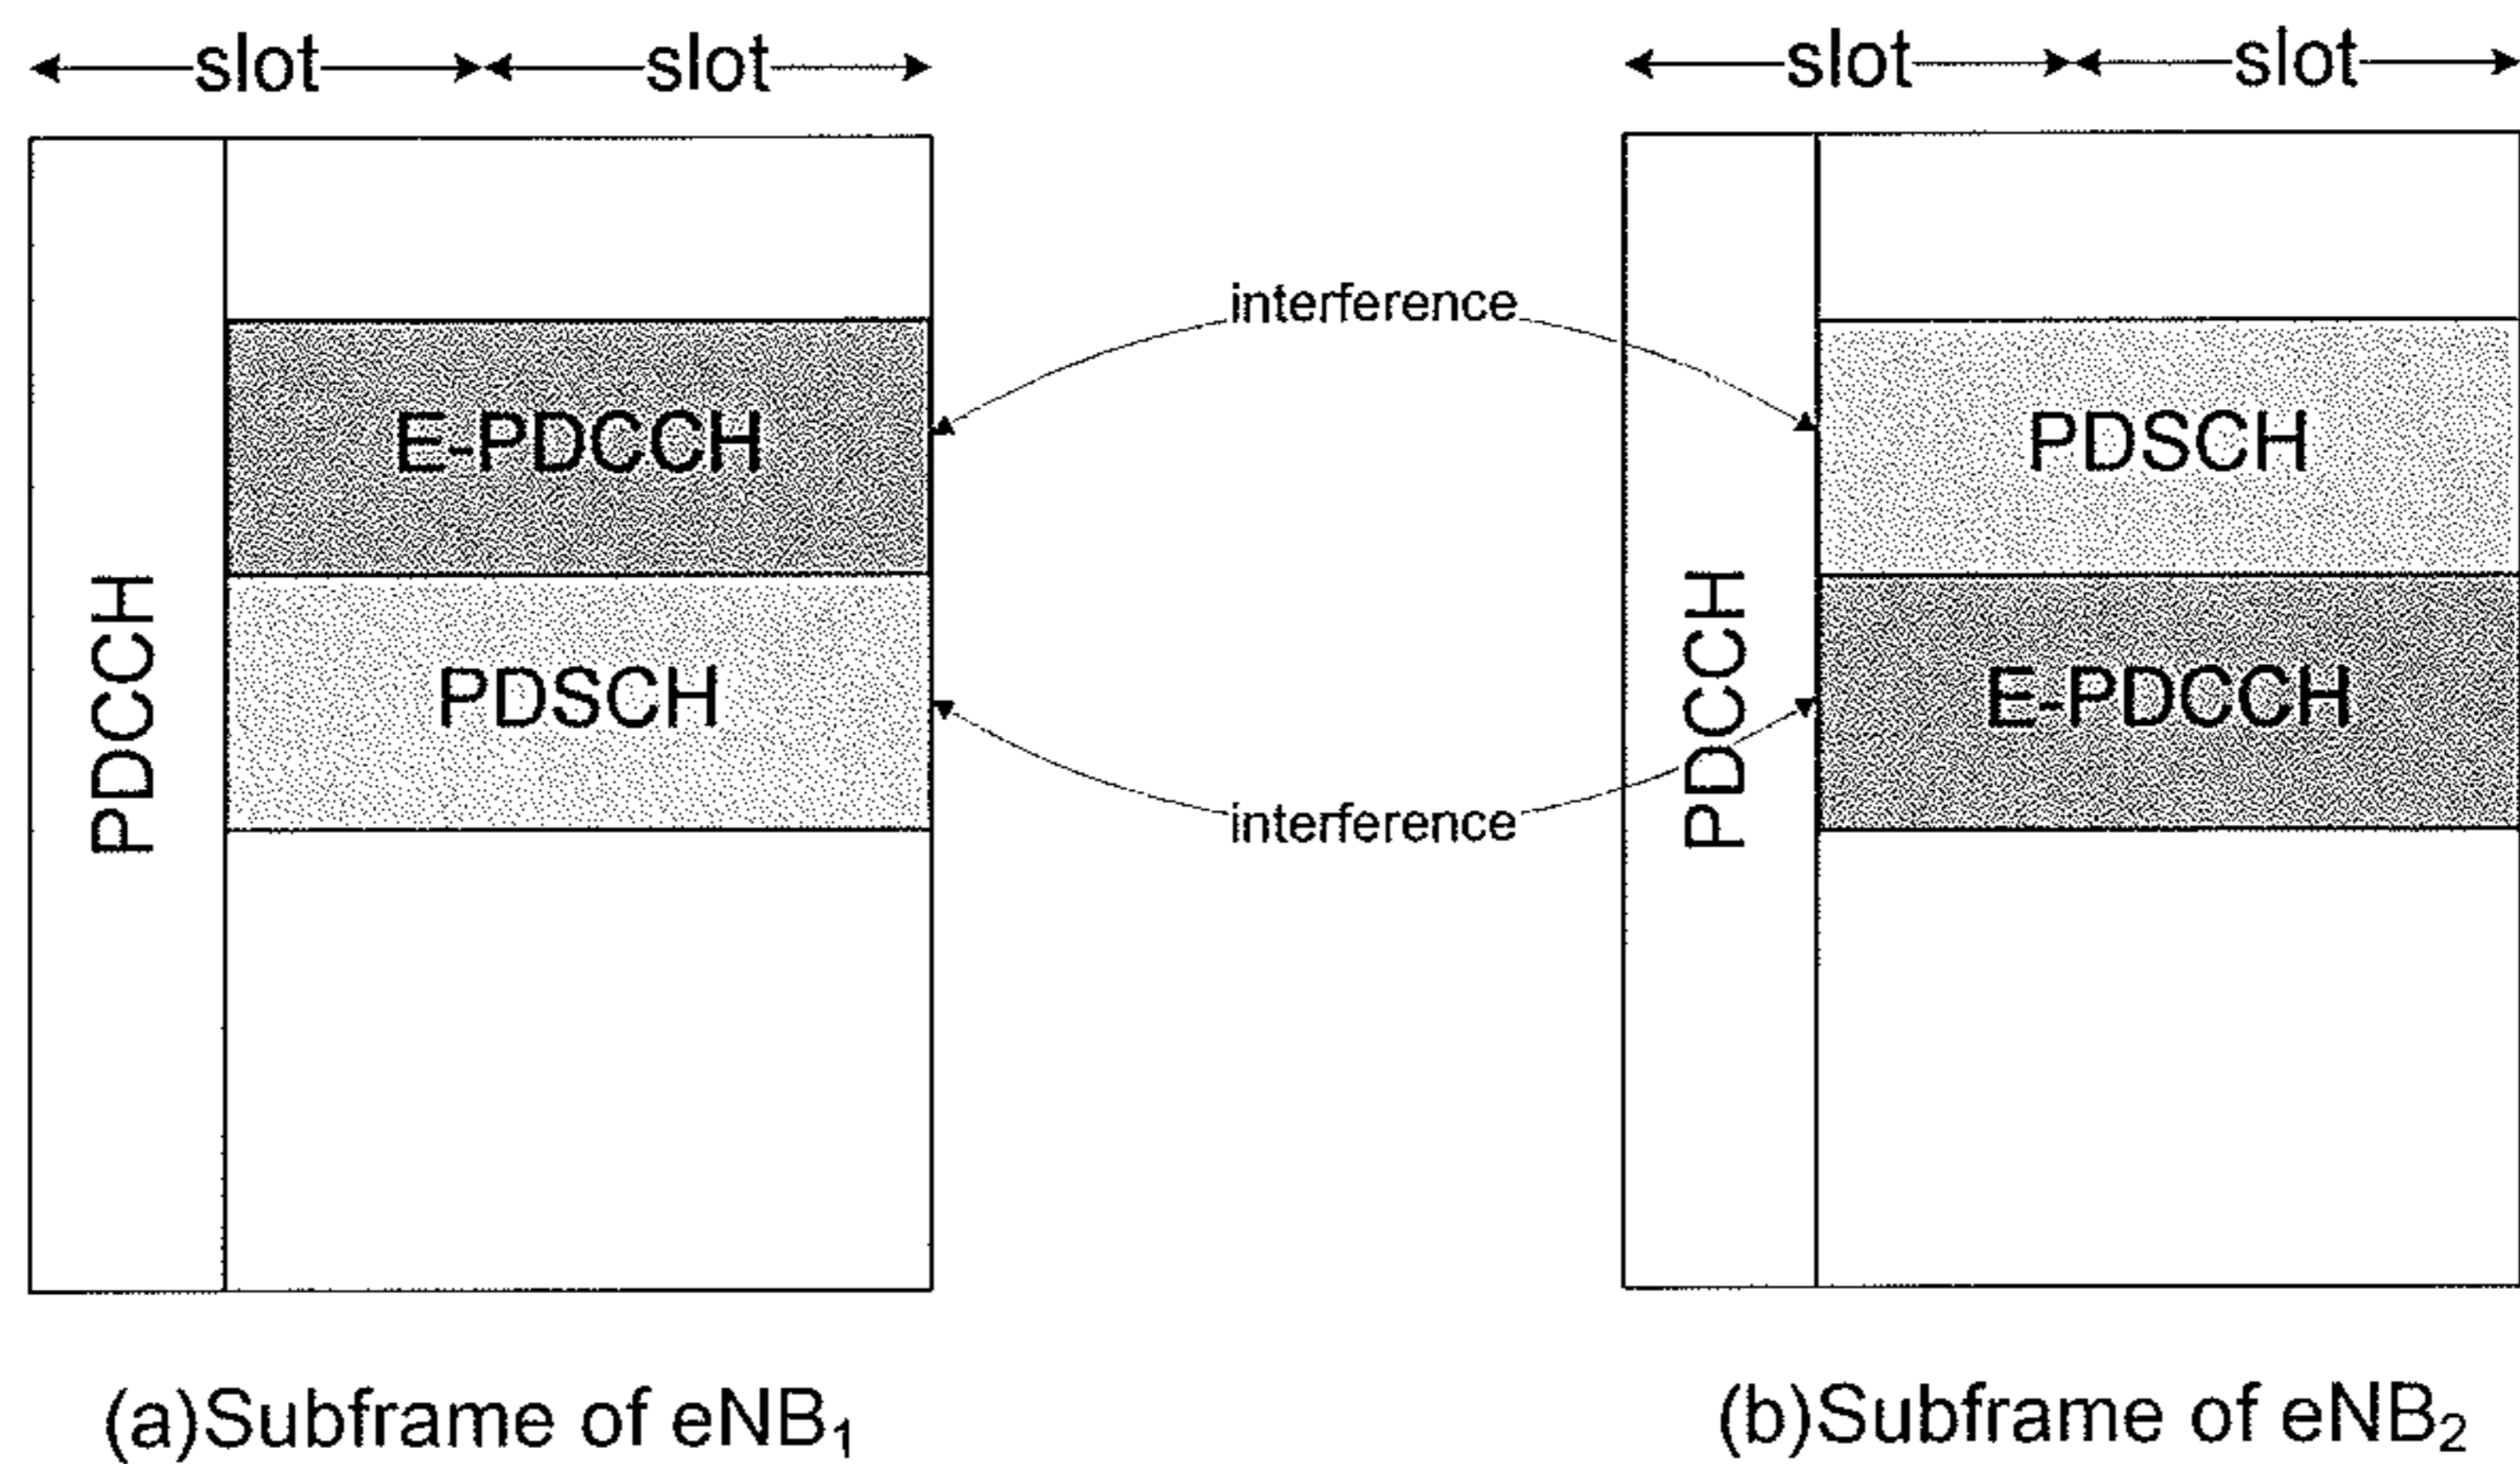 slot slot
slot slot
interference
E-PDCCH
PDSCH
PDCCH
PDSCH
PDCCH
E-PDCCH
interference
(a)Subframe of eNB₁
(b)Subframe of eNB₂